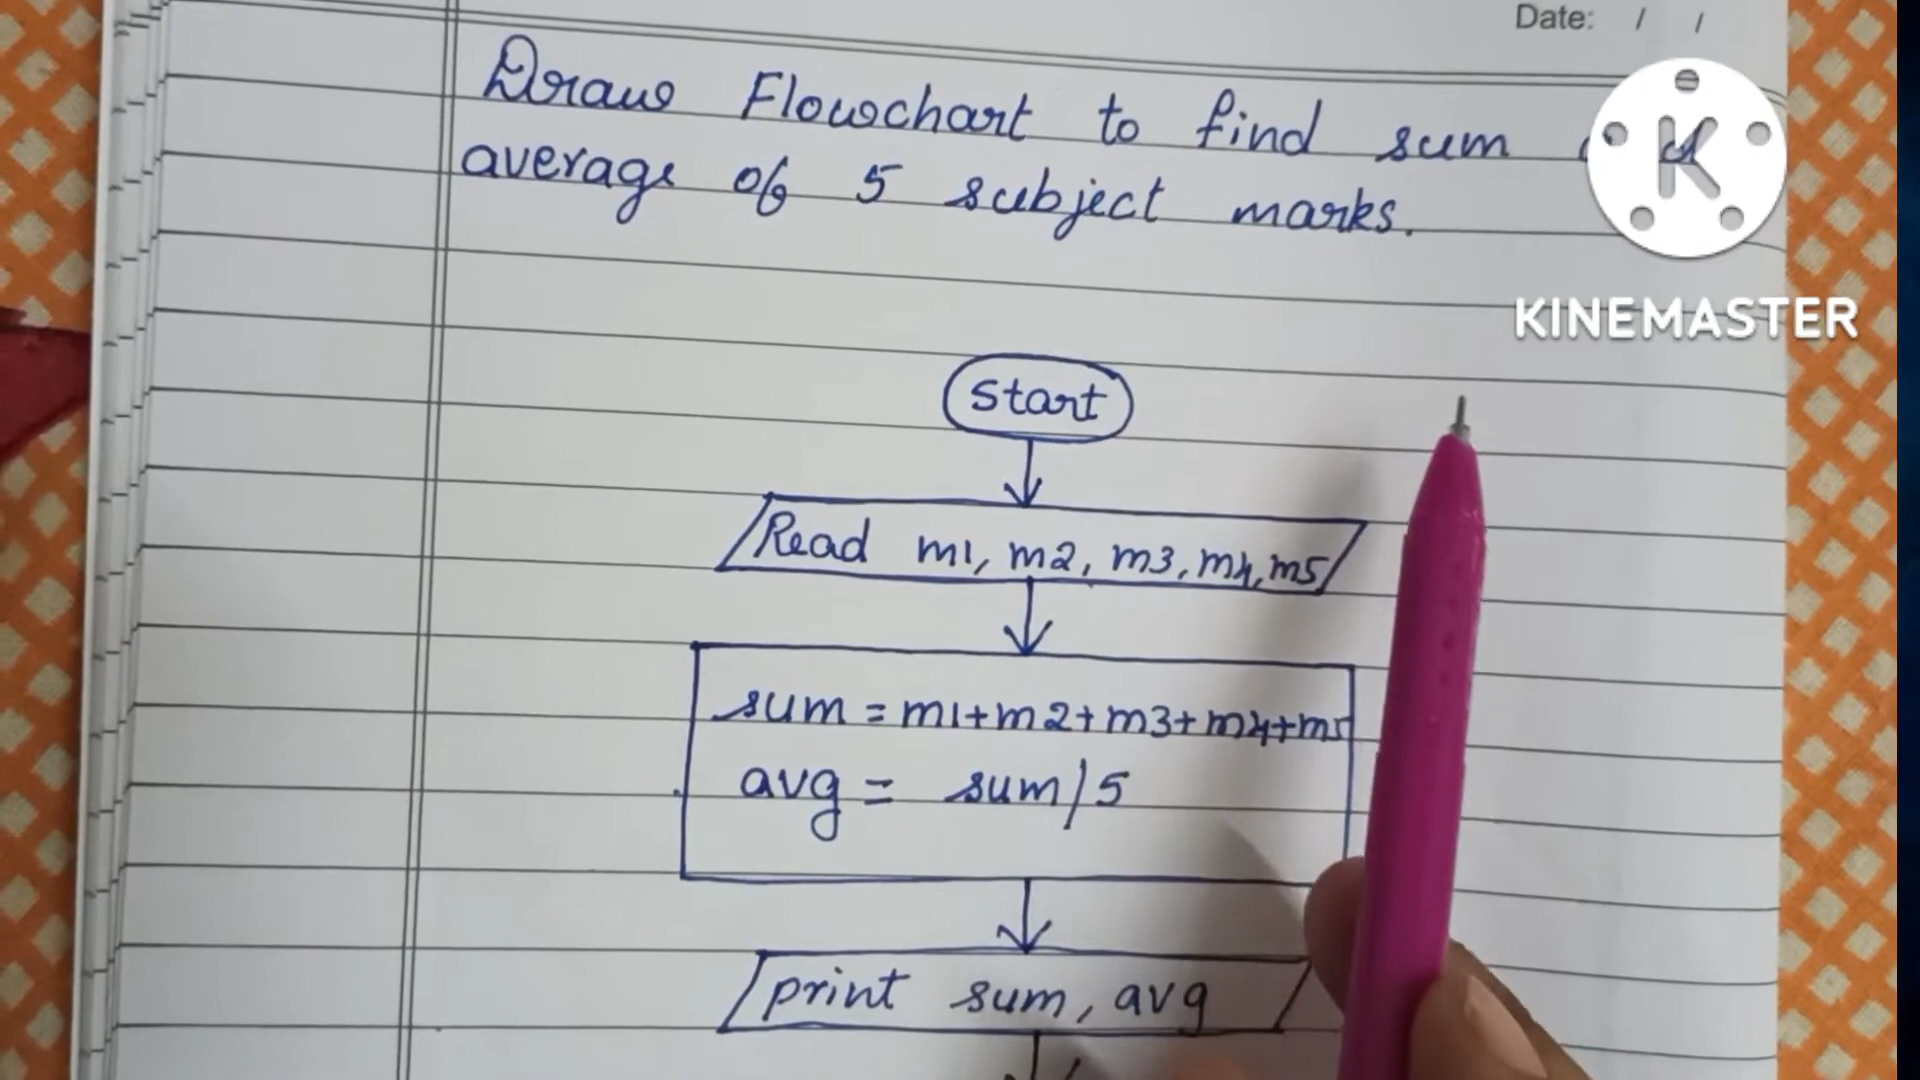 Date: / /
Draw Flowchart to find sum
average of 5 subject marks.
K
KINEMASTER
Start
Read m1, m2, m3, m4, m5
sum = m1+m2+m3+m4+m5
avg = sum/5
print sum, avg